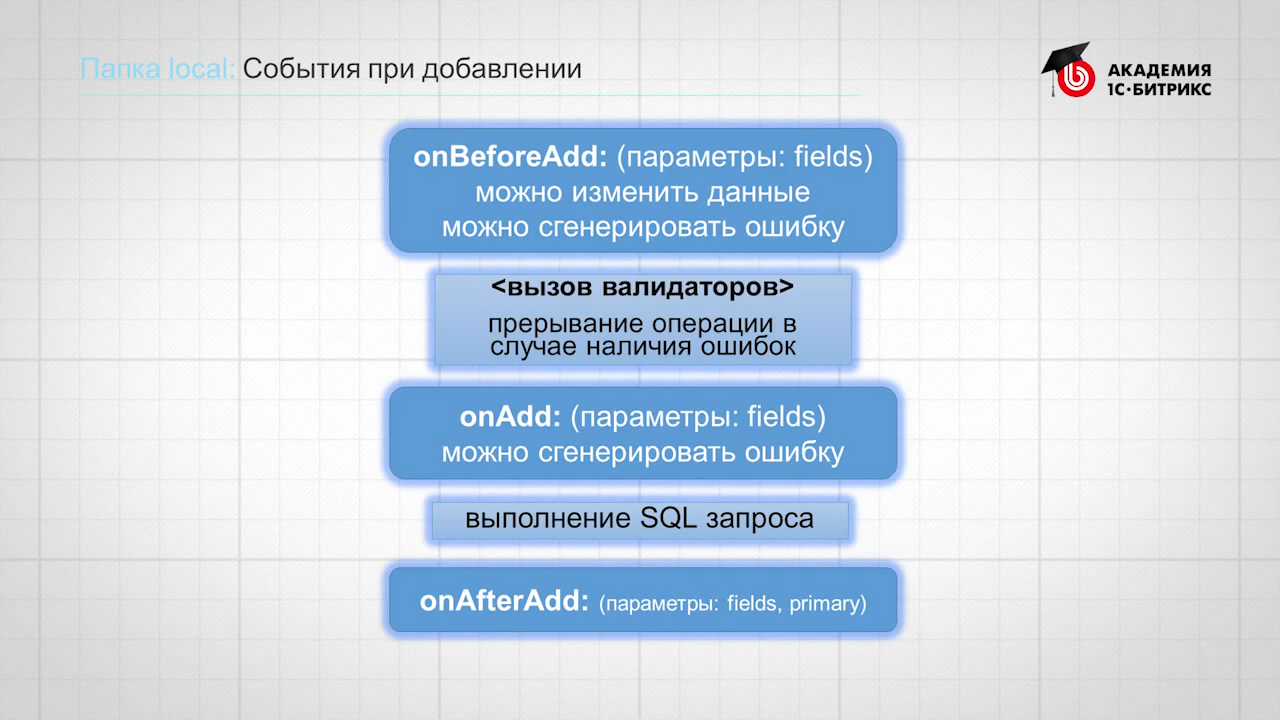 Папка local: События при добавлении
АКАДЕМИЯ
1С·БИТРИКС
onBeforeAdd: (параметры: fields)
можно изменить данные
можно сгенерировать ошибку
<вызов валидаторов>
прерывание операции в
случае наличия ошибок
onAdd: (параметры: fields)
можно сгенерировать ошибку
выполнение SQL запроса
onAfterAdd: (параметры: fields, primary)